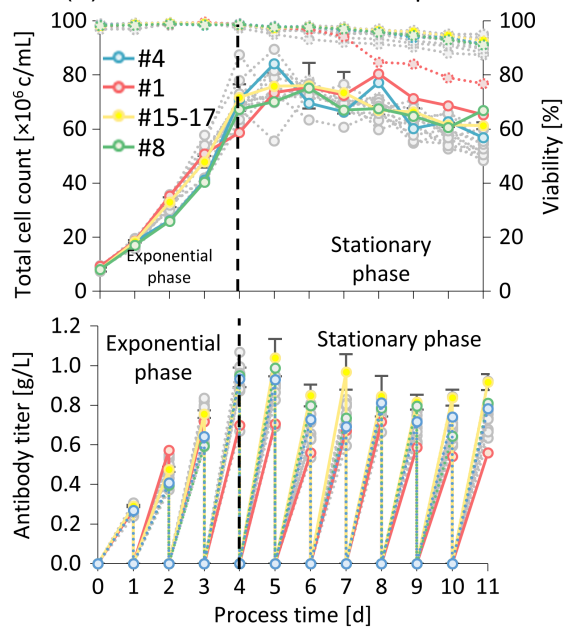 Total cell count [×10⁶ c/mL]
100
80
60
40
20
0
#4
#1
#15-17
#8
Exponential
phase
Stationary
phase
100
80
60
40
20
0
Viability [%]
Antibody titer [g/L]
1.2
1.0
0.8
0.6
0.4
0.2
0.0
Exponential
phase
Stationary phase
0 1 2 3 4 5 6 7 8 9 10 11
Process time [d]